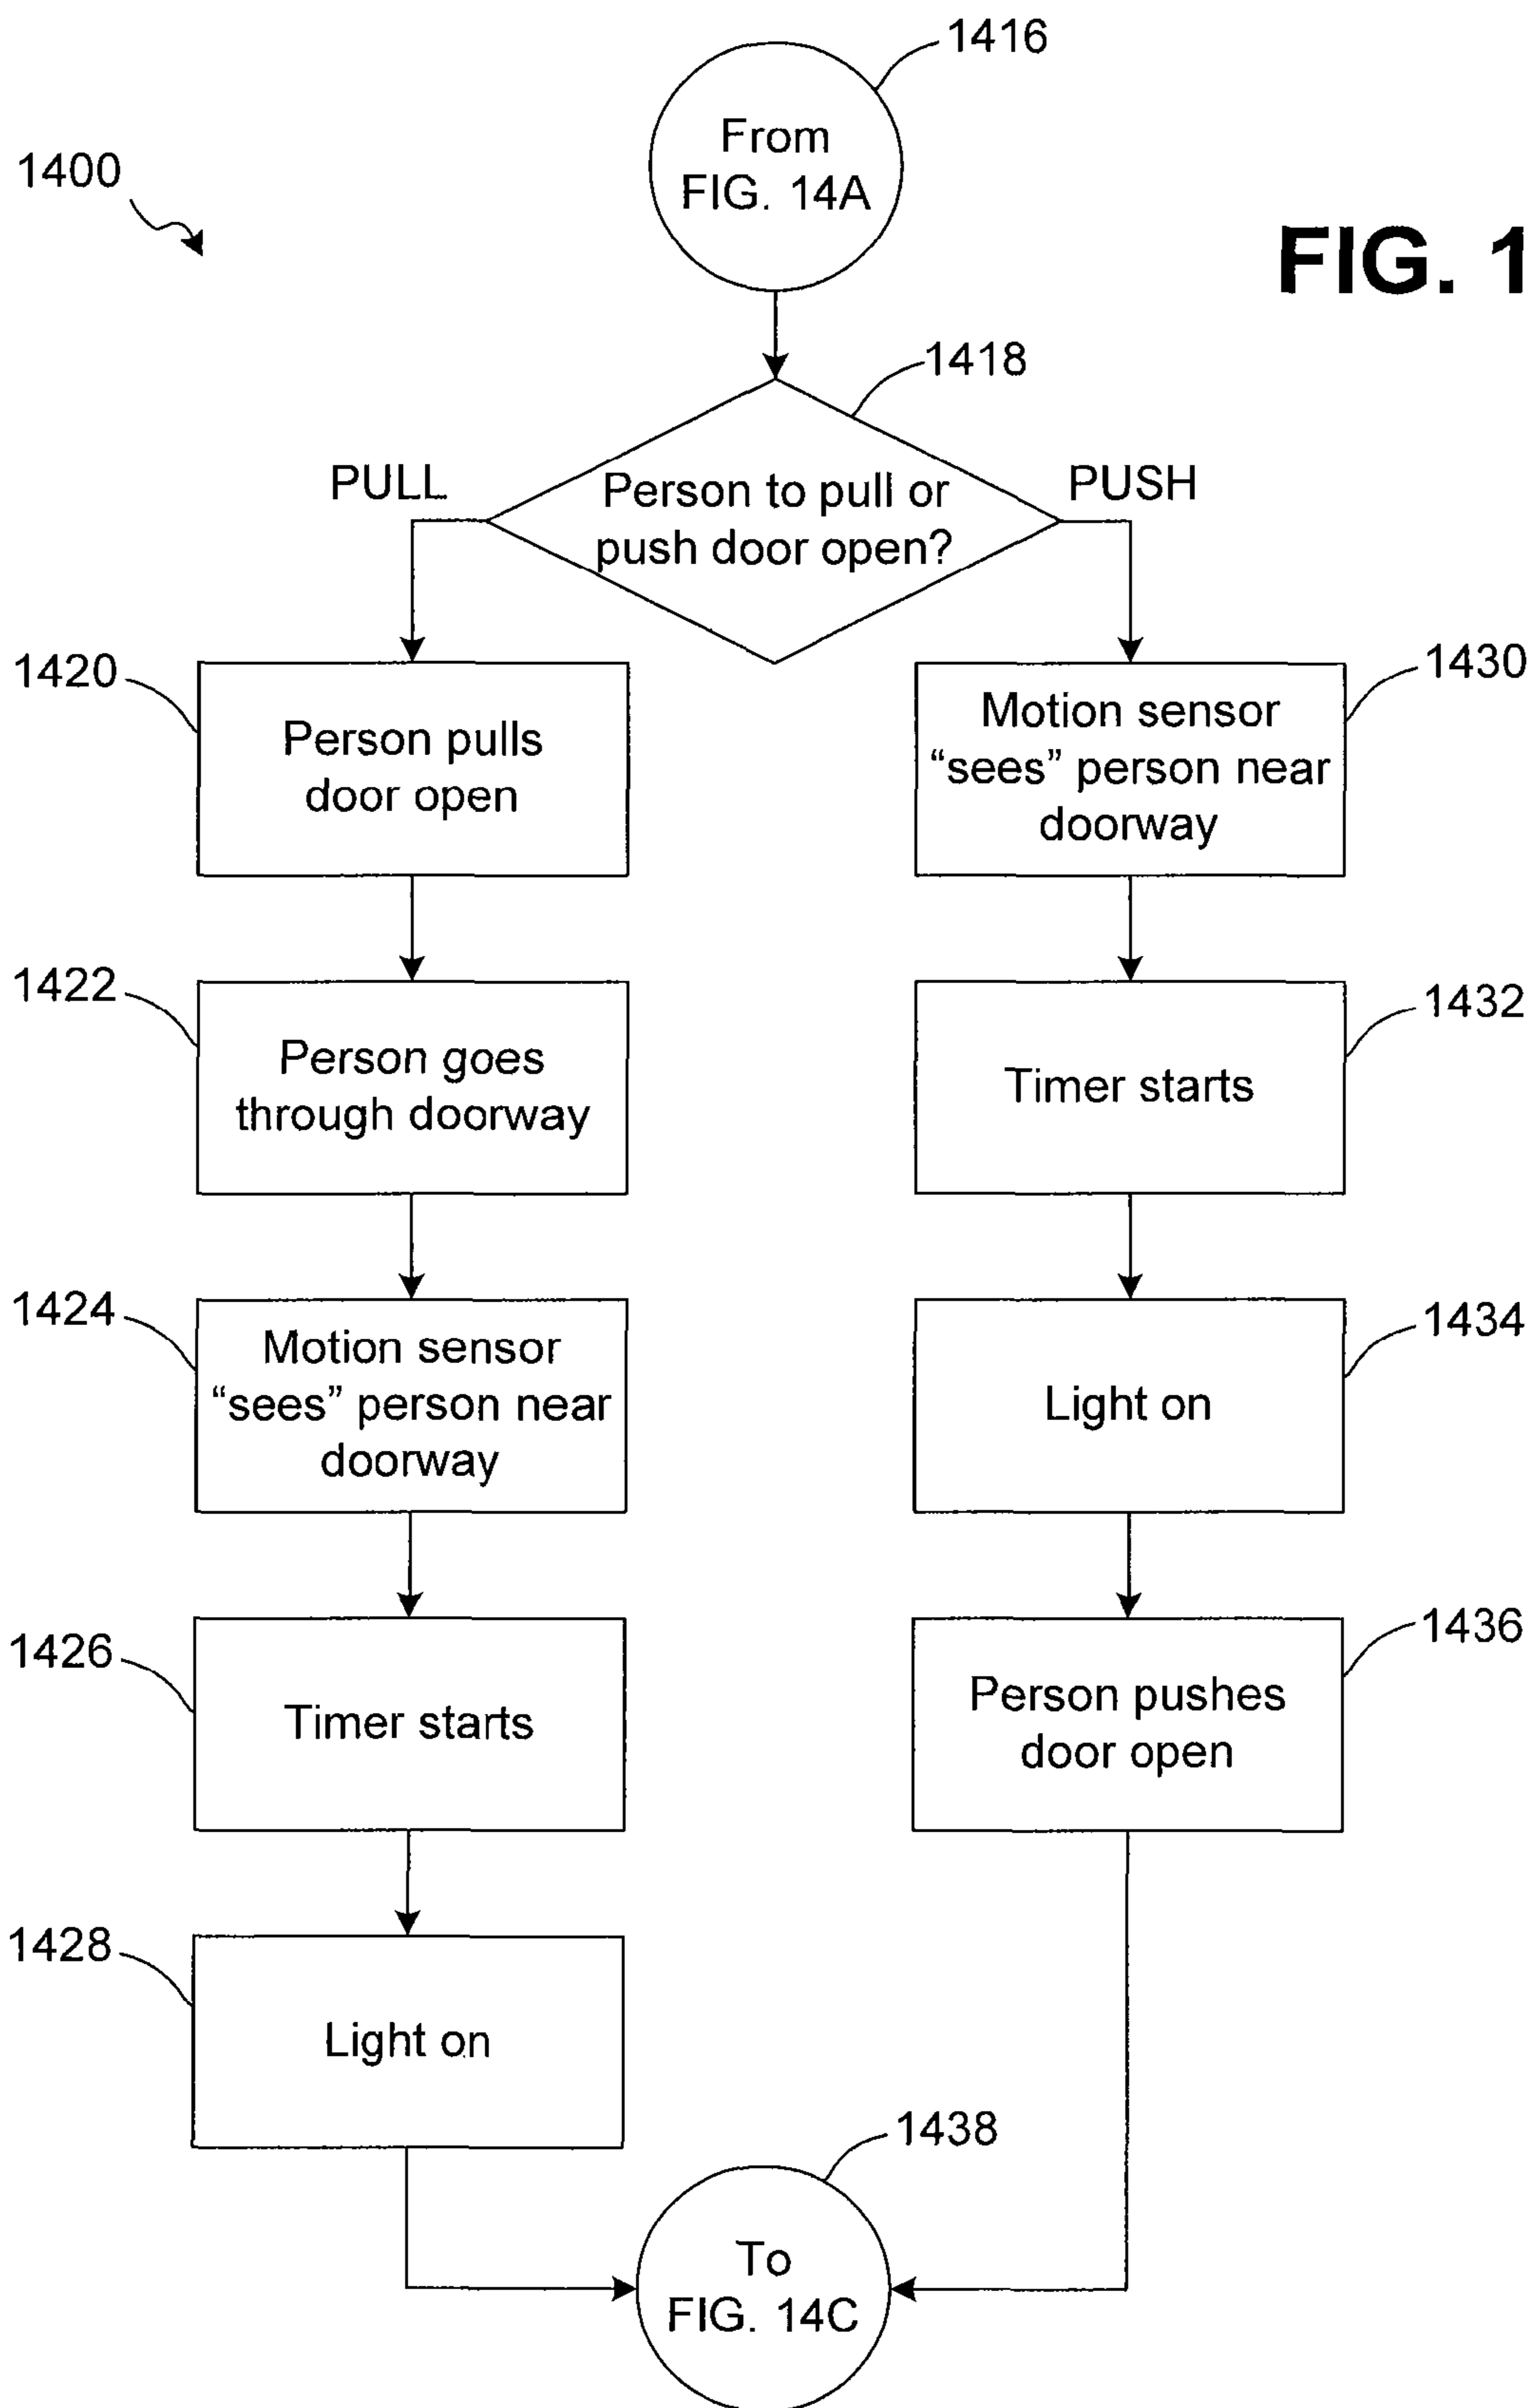 1416
From
FIG. 14A
1400
FIG. 1
1418
PULL
Person to pull or
push door open?
PUSH
1420
Person pulls
door open
1430
Motion sensor
“sees” person near
doorway
1422
Person goes
through doorway
1432
Timer starts
1424
Motion sensor
“sees” person near
doorway
1434
Light on
1426
Timer starts
1436
Person pushes
door open
1428
Light on
1438
To
FIG. 14C